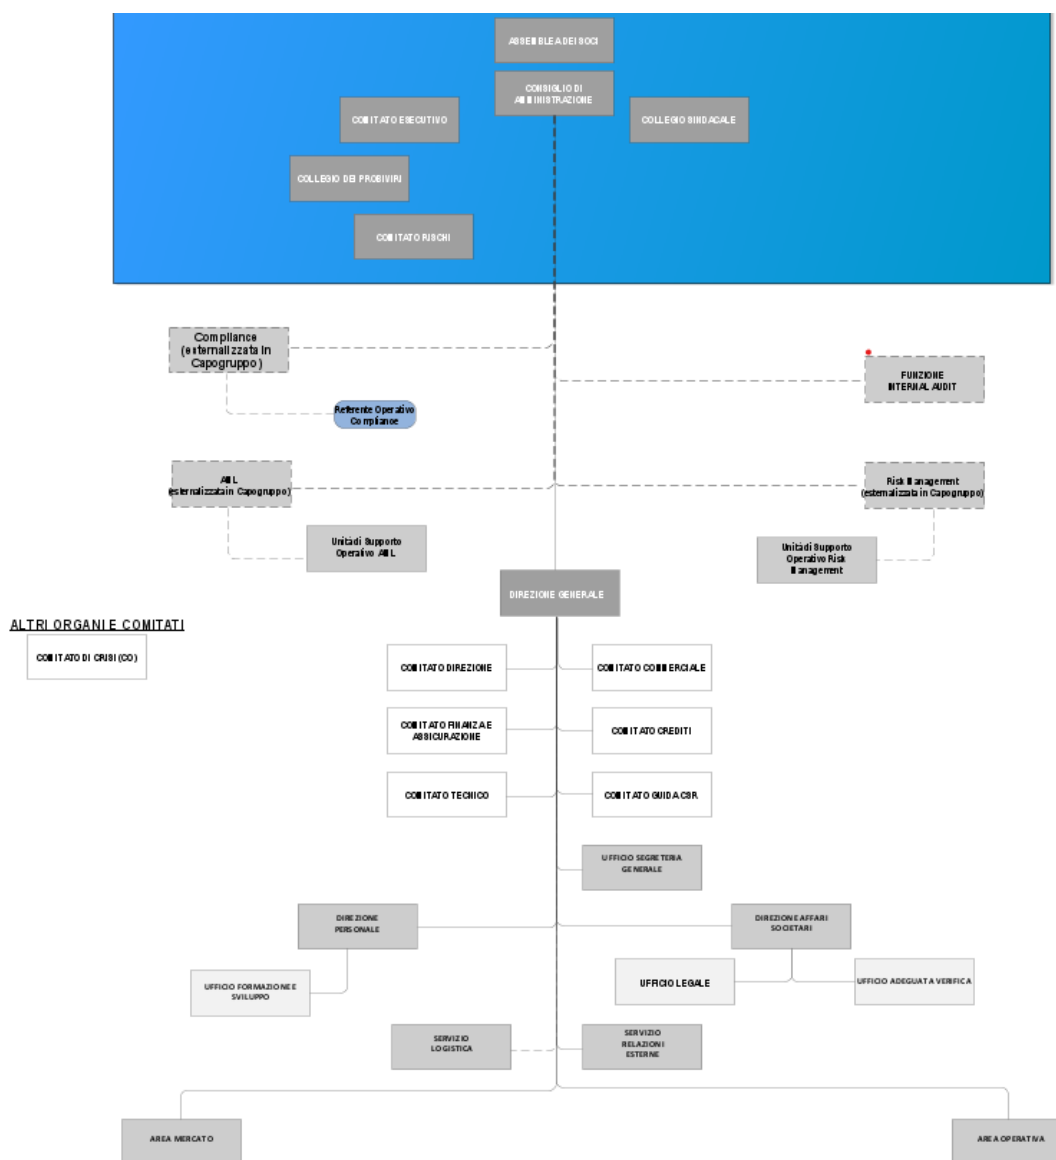 ASSEMBLEA DEI SOCI
CONSIGLIO DI
AMMINISTRAZIONE
COMITATO ESECUTIVO
COLLEGIO SINDACALE
COLLEGIO DEI PROBIVIRI
COMITATO RISCHI
Compliance
(esternalizzata in
Capogruppo)
FUNZIONE
INTERNAL AUDIT
Referente Operativo
Compliance
AML
(esternalizzata in Capogruppo)
Risk Management
(esternalizzata in Capogruppo)
Unità di Supporto
Operativo AML
Unità di Supporto
Operativo Risk
Management
DIREZIONE GENERALE
ALTRI ORGANI E COMITATI
COMITATO DI CRISI (CO)
COMITATO DIREZIONE
COMITATO COMMERCIALE
COMITATO FINANZA E
ASSICURAZIONE
COMITATO CREDITI
COMITATO TECNICO
COMITATO GUIDA CSR
UFFICIO SEGRETERIA
GENERALE
DIREZIONE
PERSONALE
DIREZIONE AFFARI
SOCIETARI
UFFICIO FORMAZIONE E
SVILUPPO
UFFICIO LEGALE
UFFICIO ADEGUATA VERIFICA
SERVIZIO
LOGISTICA
SERVIZIO
RELAZIONI
ESTERNE
AREA MERCATO
AREA OPERATIVA